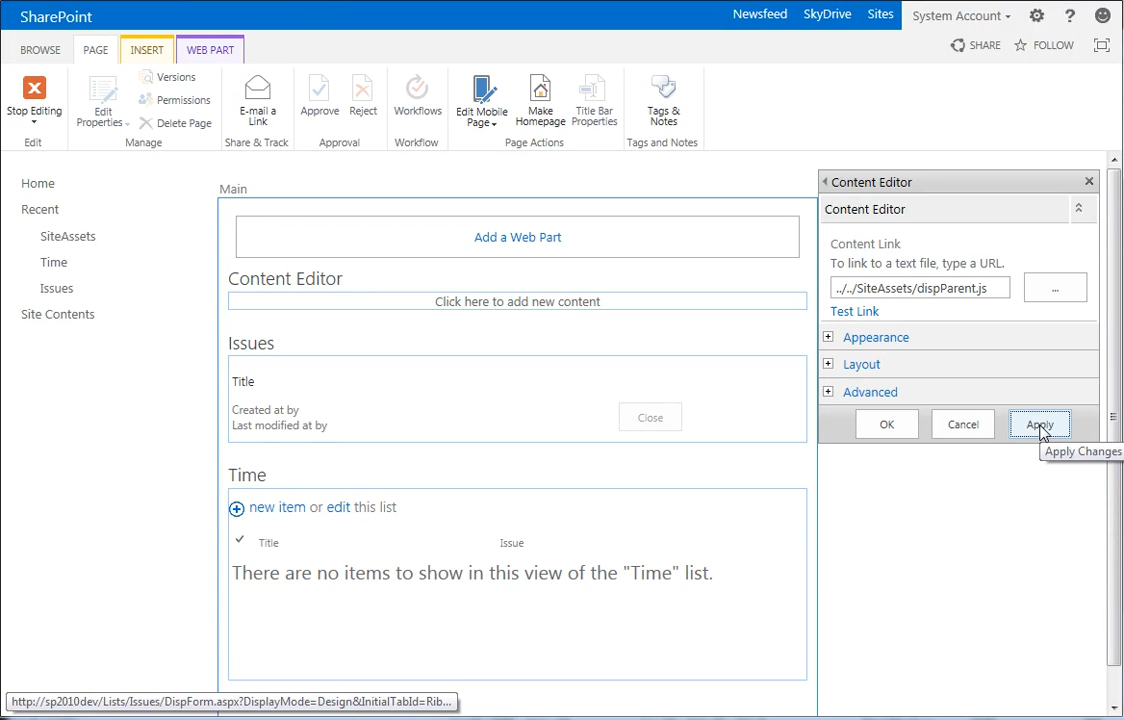 SharePoint
Newsfeed SkyDrive Sites System Account ?
BROWSE PAGE INSERT WEB PART SHARE FOLLOW
Stop Editing
Edit
Edit Properties
Versions
Permissions
Delete Page
Manage
E-mail a Link
Share & Track
Approve Reject
Approval
Workflows
Workflow
Edit Mobile Page
Make Homepage
Title Bar Properties
Page Actions
Tags & Notes
Tags and Notes
Home
Recent
SiteAssets
Time
Issues
Site Contents
Main
Add a Web Part
Content Editor
Click here to add new content
Issues
Title
Created at by
Last modified at by
Close
Time
new item or edit this list
Title Issue
There are no items to show in this view of the "Time" list.
Content Editor
Content Editor
Content Link
To link to a text file, type a URL.
../../SiteAssets/dispParent.js ...
Test Link
Appearance
Layout
Advanced
OK Cancel Apply
Apply Changes
http://sp2010dev/Lists/Issues/DispForm.aspx?DisplayMode=Design&InitialTabId=Rib...